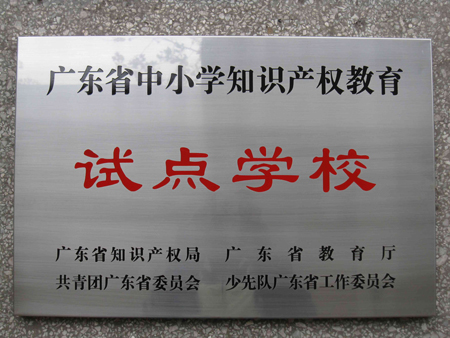 广东省中小学知识产权教育
试点学校
广东省知识产权局 广东省教育厅
共青团广东省委员会 少先队广东省工作委员会